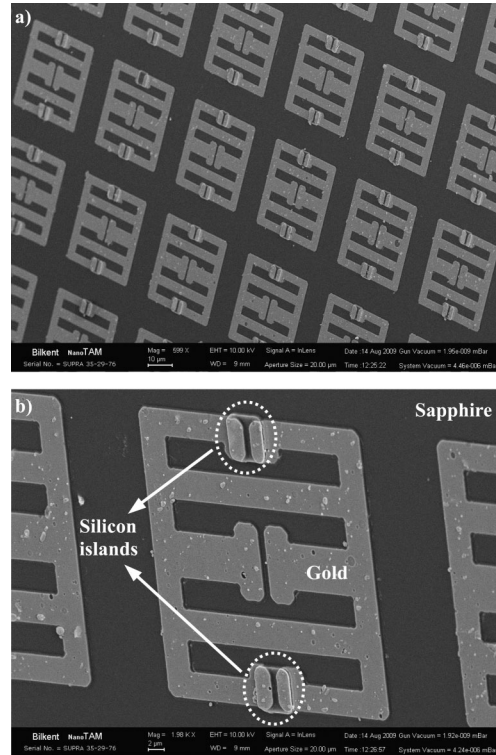 a)
Bilkent NanoTAM Mag = 599 X EHT = 10.00 kV Signal A = InLens Date :14 Aug 2009 Gun Vacuum = 1.95e-009 mBar
Serial No. = SUPRA 35-29-76 10 µm WD = 9 mm Aperture Size = 20.00 µm Time :12:25:22 System Vacuum = 4.46e-006 mBar
b)
Sapphire
Silicon
islands
Gold
Bilkent NanoTAM Mag = 1.98 K X EHT = 10.00 kV Signal A = InLens Date :14 Aug 2009 Gun Vacuum = 1.92e-009 mBar
Serial No. = SUPRA 35-29-76 2 µm WD = 9 mm Aperture Size = 20.00 µm Time :12:26:57 System Vacuum = 4.24e-006 mBar